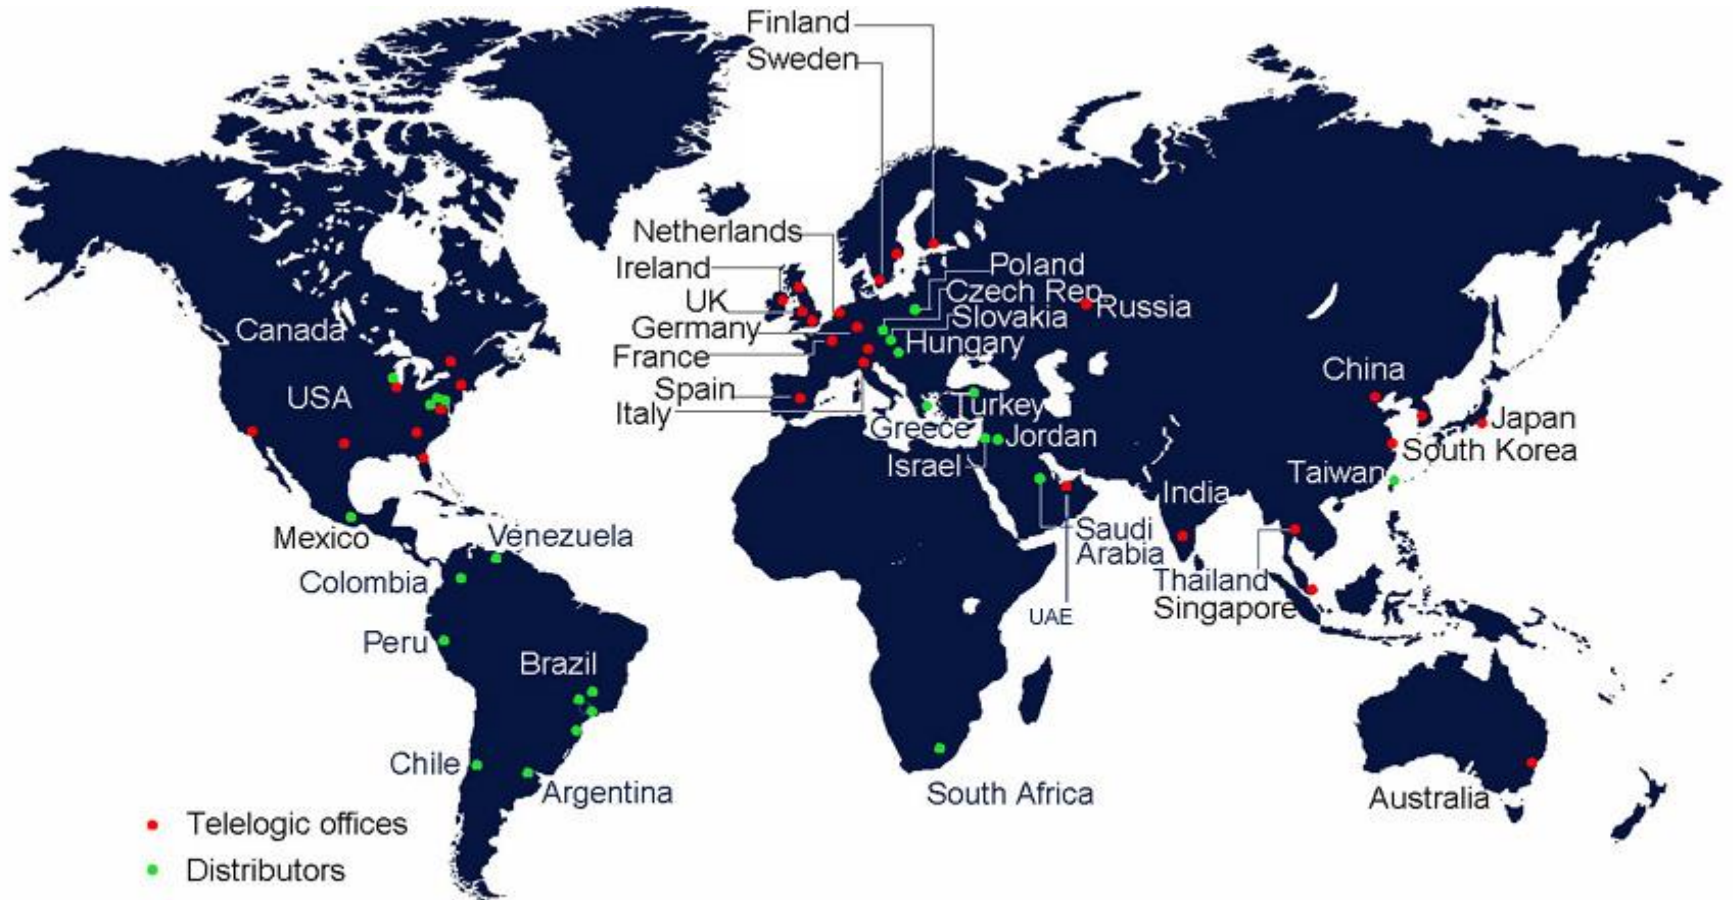 Finland
Sweden
Netherlands
Ireland
UK
Germany
France
Spain
Italy
Poland
Czech Rep
Slovakia
Hungary
Russia
Canada
USA
Turkey
Greece
Jordan
Israel
China
Japan
South Korea
Taiwan
India
Saudi
Arabia
UAE
Thailand
Singapore
Mexico
Venezuela
Colombia
Peru
Brazil
Chile
Argentina
South Africa
Australia
Telelogic offices
Distributors